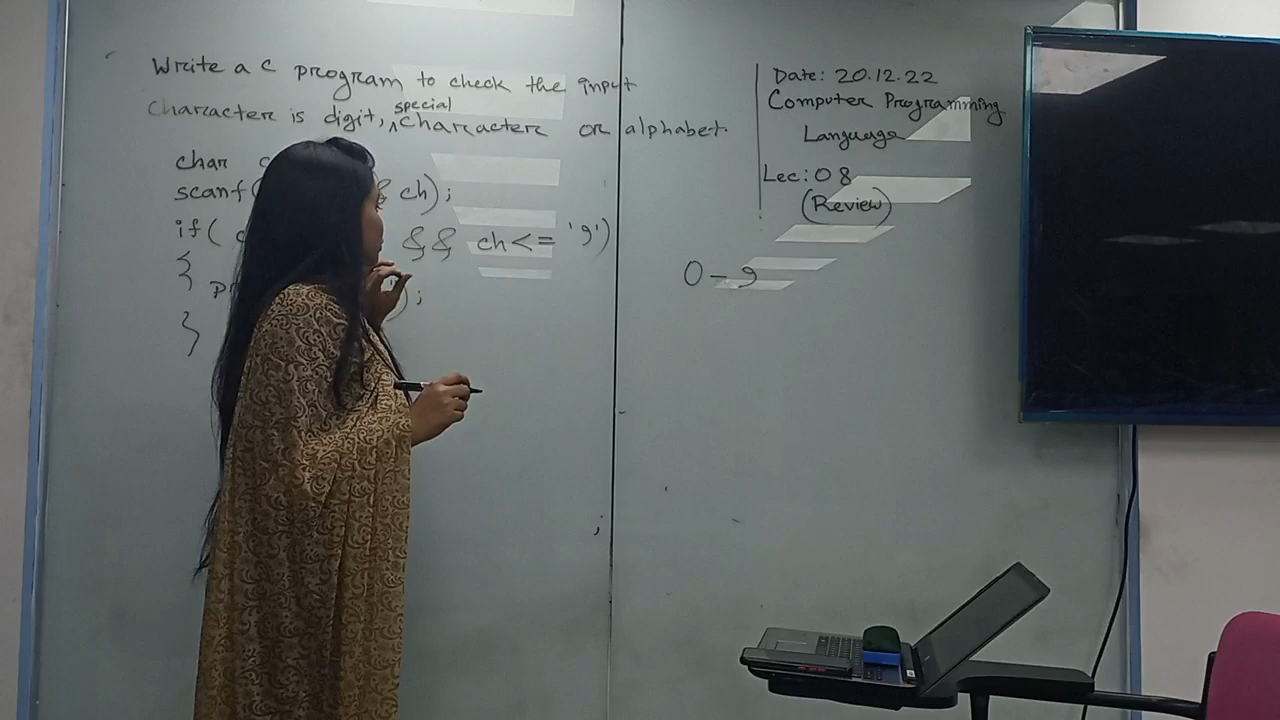 Write a c program to check the input
special
character is digit, ^ character or alphabet.
char
scanf( & ch);
if( && ch <= '9')
{
);
}
Date: 20.12.22
Computer Programming
Language
Lec: 08
(Review)
0 - 9